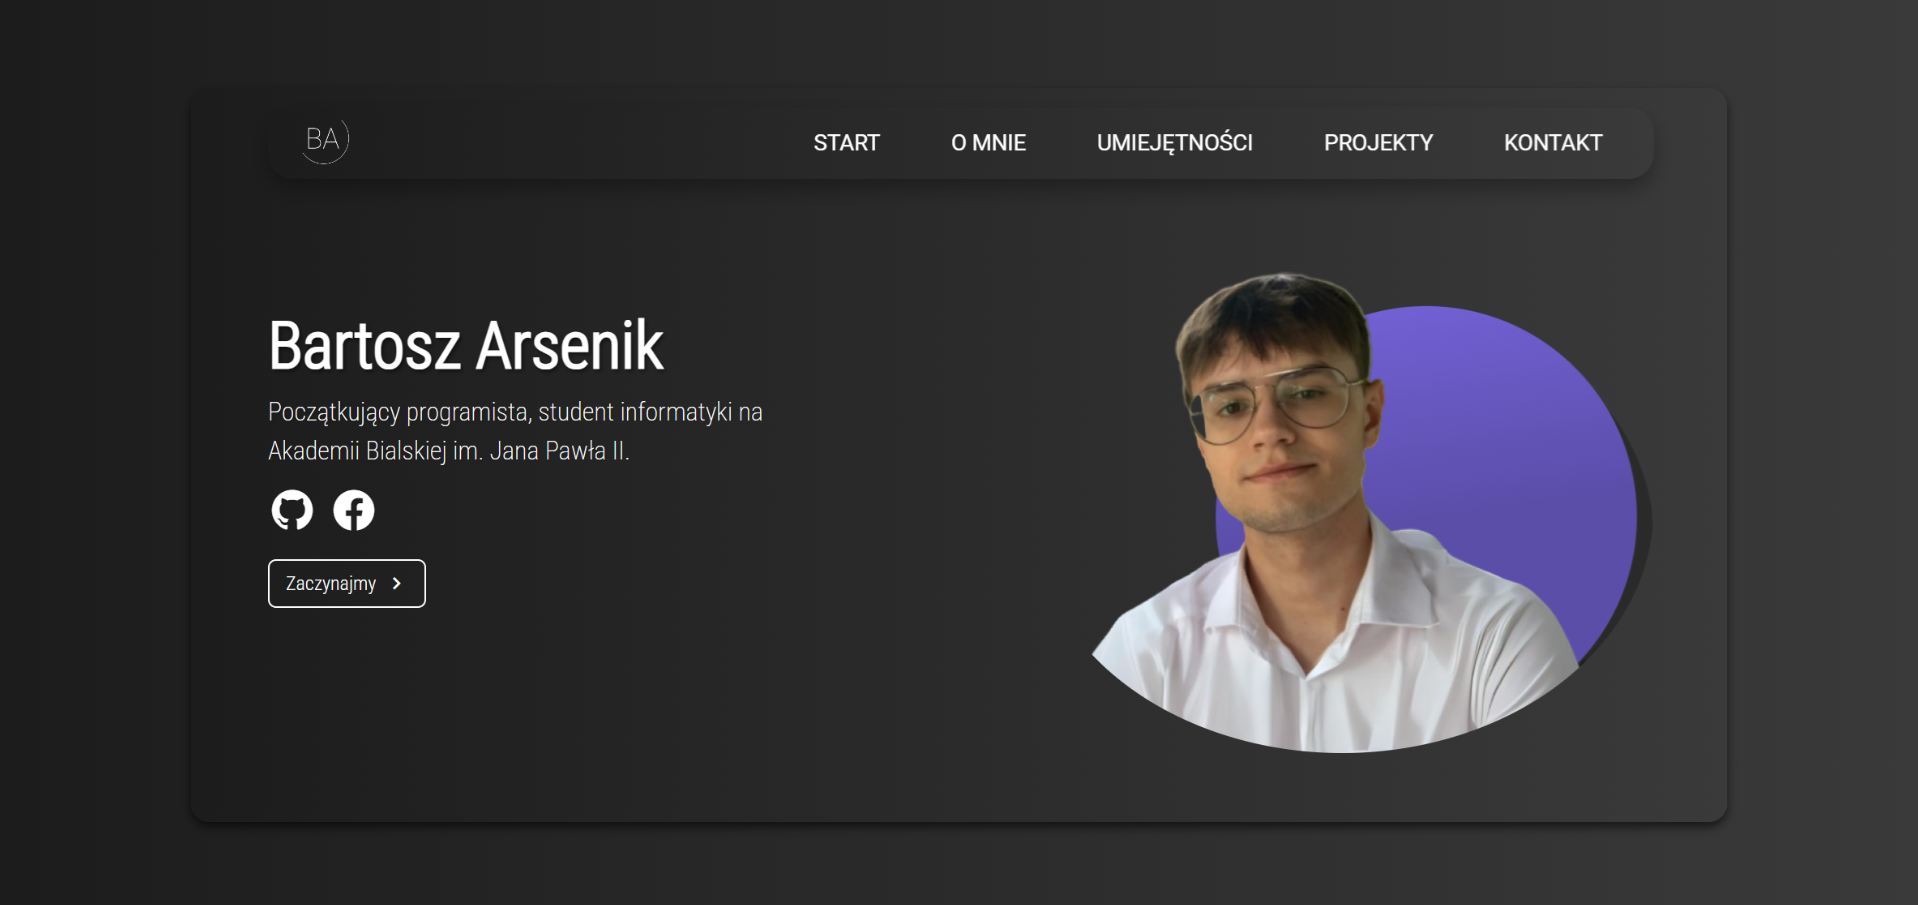 BA
START
O MNIE
UMIEJĘTNOŚCI
PROJEKTY
KONTAKT
Bartosz Arsenik
Początkujący programista, student informatyki na
Akademii Bialskiej im. Jana Pawła II.
Zaczynajmy